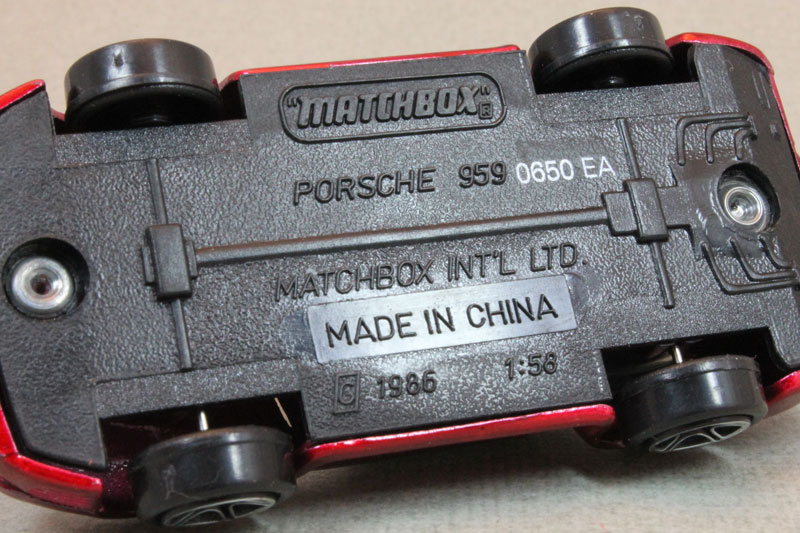 "MATCHBOX" ®
PORSCHE 959 0650 EA
MATCHBOX INT'L LTD.
MADE IN CHINA
© 1986 1:58